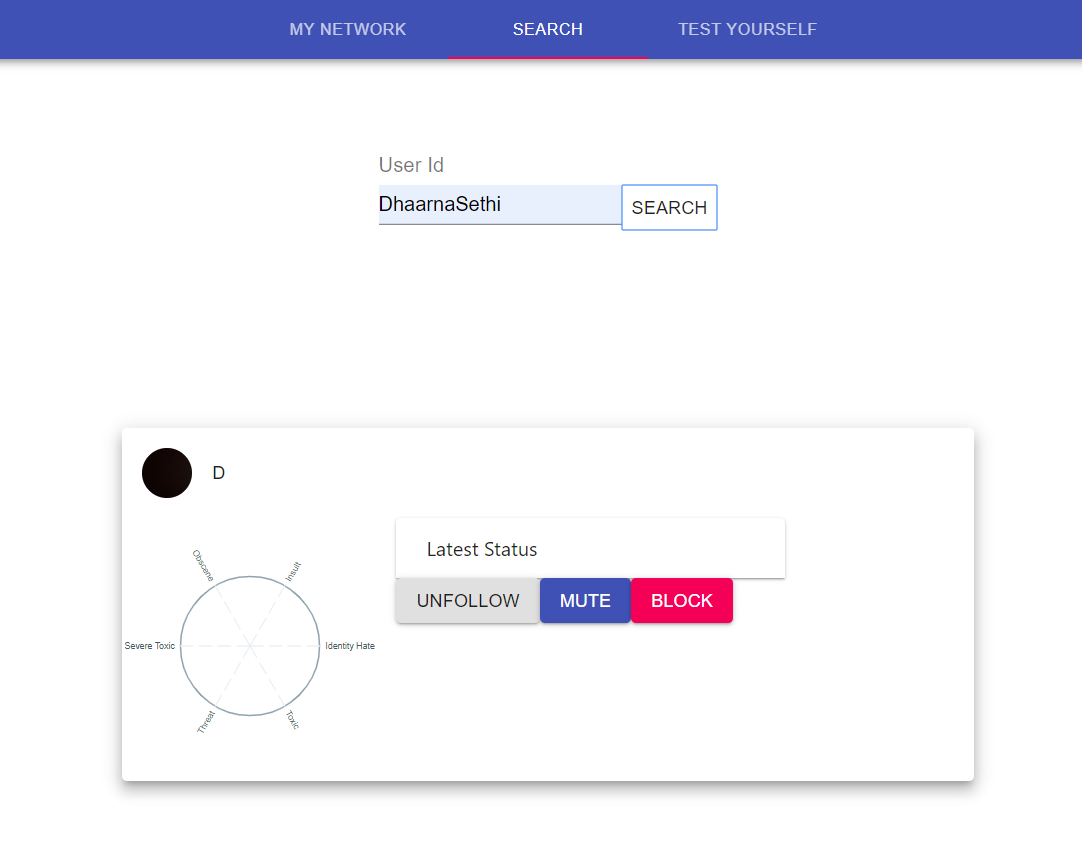 MY NETWORK SEARCH TEST YOURSELF
User Id
DhaarnaSethi SEARCH
D
Latest Status
UNFOLLOW MUTE BLOCK
Obscene Insult
Severe Toxic Identity Hate
Threat Toxic